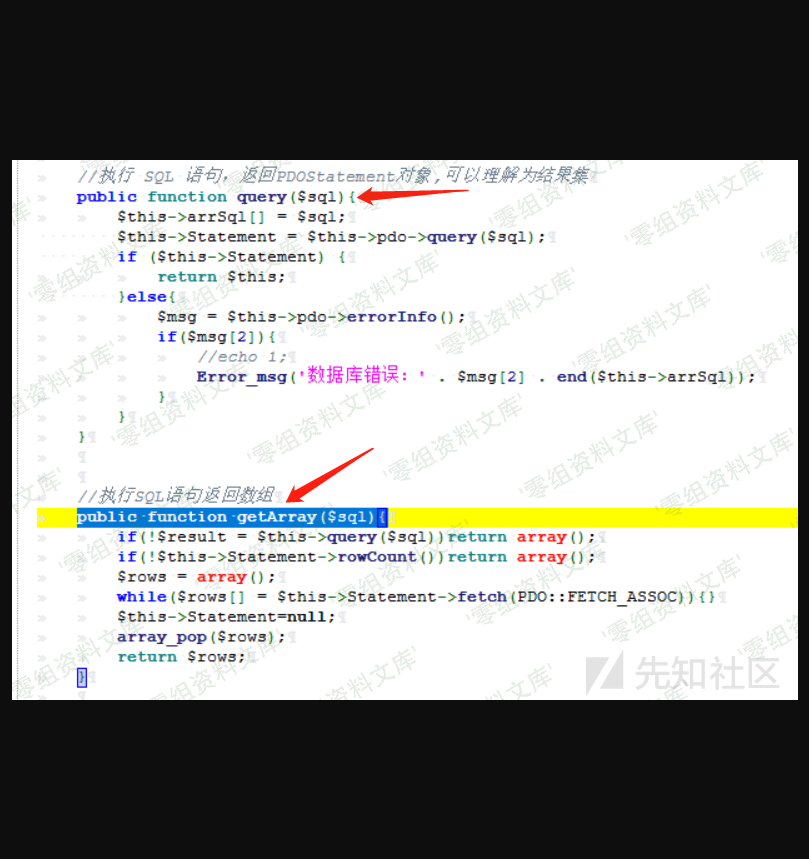 //执行 SQL 语句，返回PDOStatement对象,可以理解为结果集
public function query($sql){
$this->arrSql[] = $sql;
$this->Statement = $this->pdo->query($sql);
if ($this->Statement) {
return $this;
}else{
$msg = $this->pdo->errorInfo();
if($msg[2]){
//echo 1;
Error_msg('数据库错误：' . $msg[2] . end($this->arrSql));
}
}
}
//执行SQL语句返回数组
public function getArray($sql){
if(!$result = $this->query($sql))return array();
if(!$this->Statement->rowCount())return array();
$rows = array();
while($rows[] = $this->Statement->fetch(PDO::FETCH_ASSOC)){}
$this->Statement=null;
array_pop($rows);
return $rows;
}
先知社区
'零组资料文库'